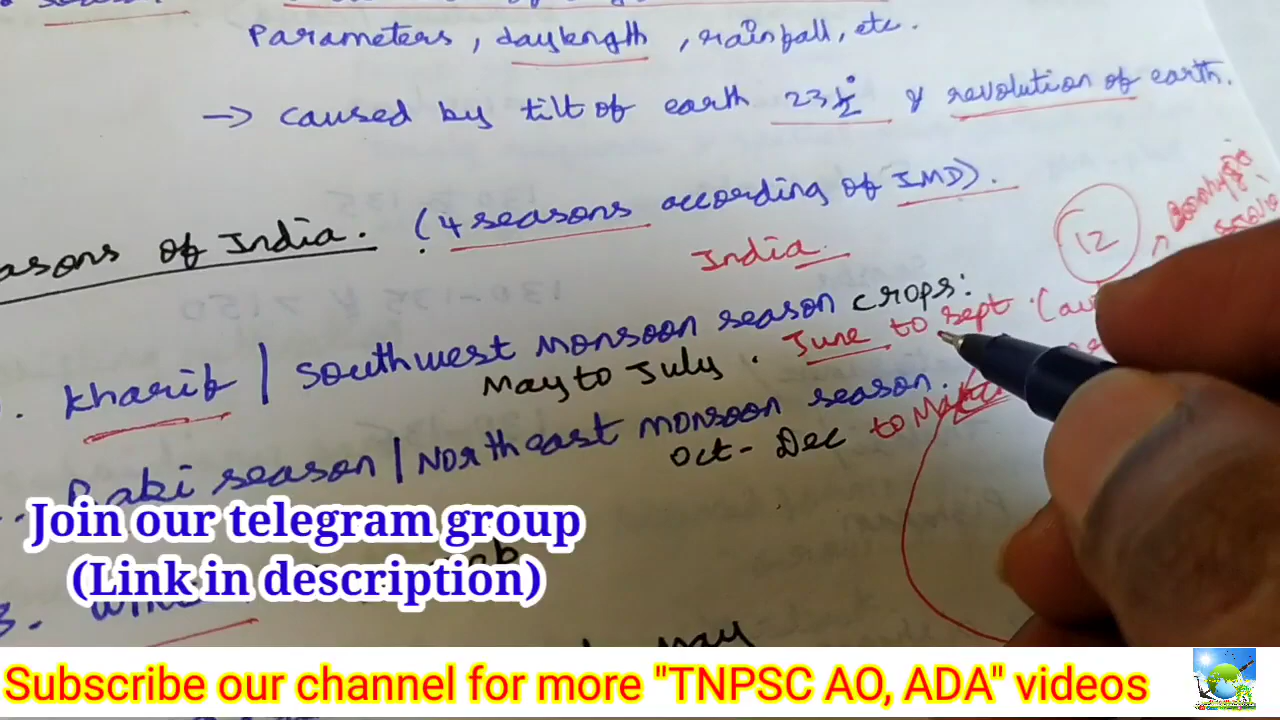 Parameters, daylength, rainfall, etc.
→ caused by tilt of earth 23½° & revolution of earth.
seasons of India. (4 seasons according of IMD).
India.
12
Kharif / southwest monsoon season crops:
May to July. June to sept.
Rabi season / Northeast monsoon season.
Oct - Dec to
3.
May
Join our telegram group
(Link in description)
Subscribe our channel for more "TNPSC AO, ADA" videos